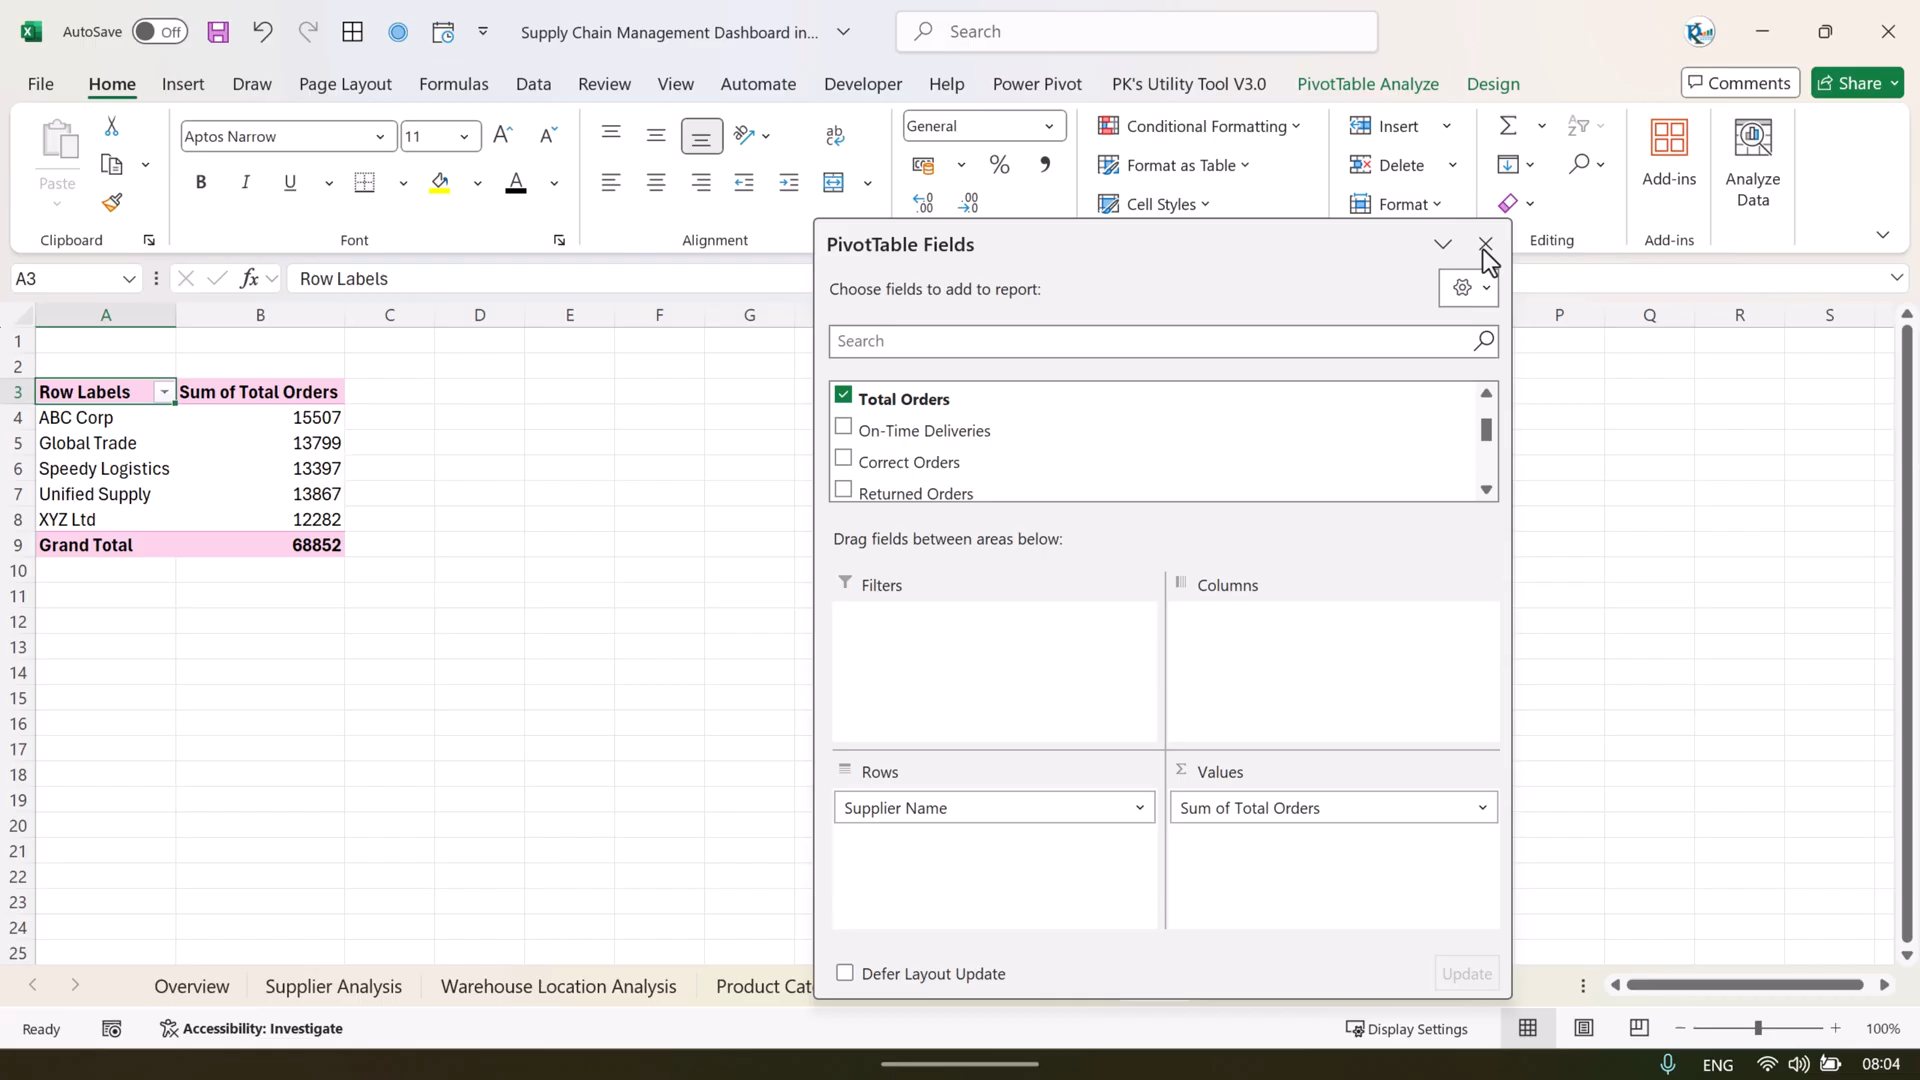 AutoSave Off Supply Chain Management Dashboard in... Search
File Home Insert Draw Page Layout Formulas Data Review View Automate Developer Help Power Pivot PK's Utility Tool V3.0 PivotTable Analyze Design Comments Share
Paste Aptos Narrow 11 General Conditional Formatting Insert
Format as Table Delete Add-ins Analyze Data
Cell Styles Format
Clipboard Font Alignment Editing Add-ins
A3 fx Row Labels
A B C D E F G P Q R S
1
2
3 Row Labels Sum of Total Orders
4 ABC Corp 15507
5 Global Trade 13799
6 Speedy Logistics 13397
7 Unified Supply 13867
8 XYZ Ltd 12282
9 Grand Total 68852
10
11
12
13
14
15
16
17
18
19
20
21
22
23
24
25
PivotTable Fields
Choose fields to add to report:
Search
Total Orders
On-Time Deliveries
Correct Orders
Returned Orders
Drag fields between areas below:
Filters Columns
Rows Values
Supplier Name Sum of Total Orders
Defer Layout Update Update
Overview Supplier Analysis Warehouse Location Analysis Product Cat
Ready Accessibility: Investigate Display Settings 100%
ENG 08:04